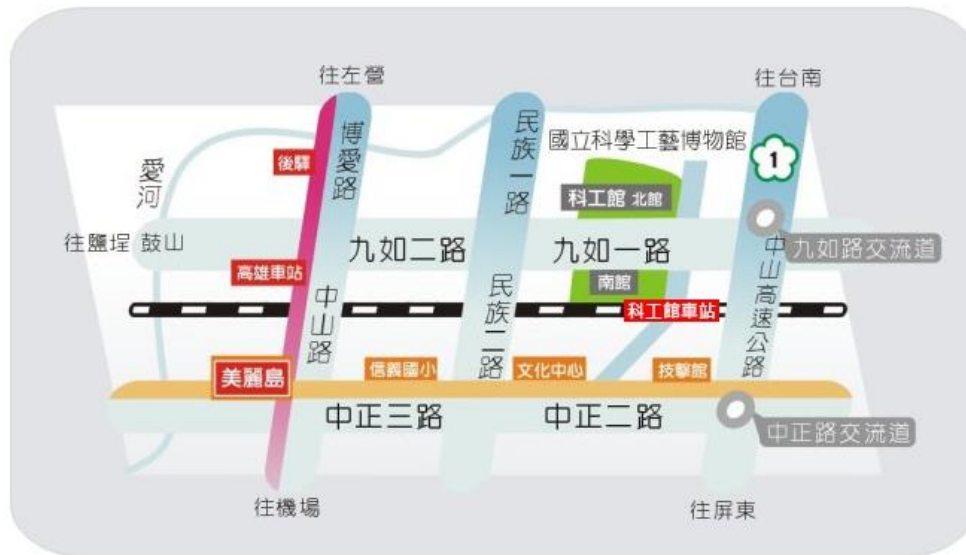 往左營
往台南
博愛路
民族一路
國立科學工藝博物館
1
後驛
愛河
科工館 北館
往鹽埕 鼓山
九如二路
九如一路
九如路交流道
高雄車站
南館
中山路
民族二路
中山高速公路
科工館車站
美麗島
信義國小
文化中心
技擊館
中正三路
中正二路
中正路交流道
往機場
往屏東